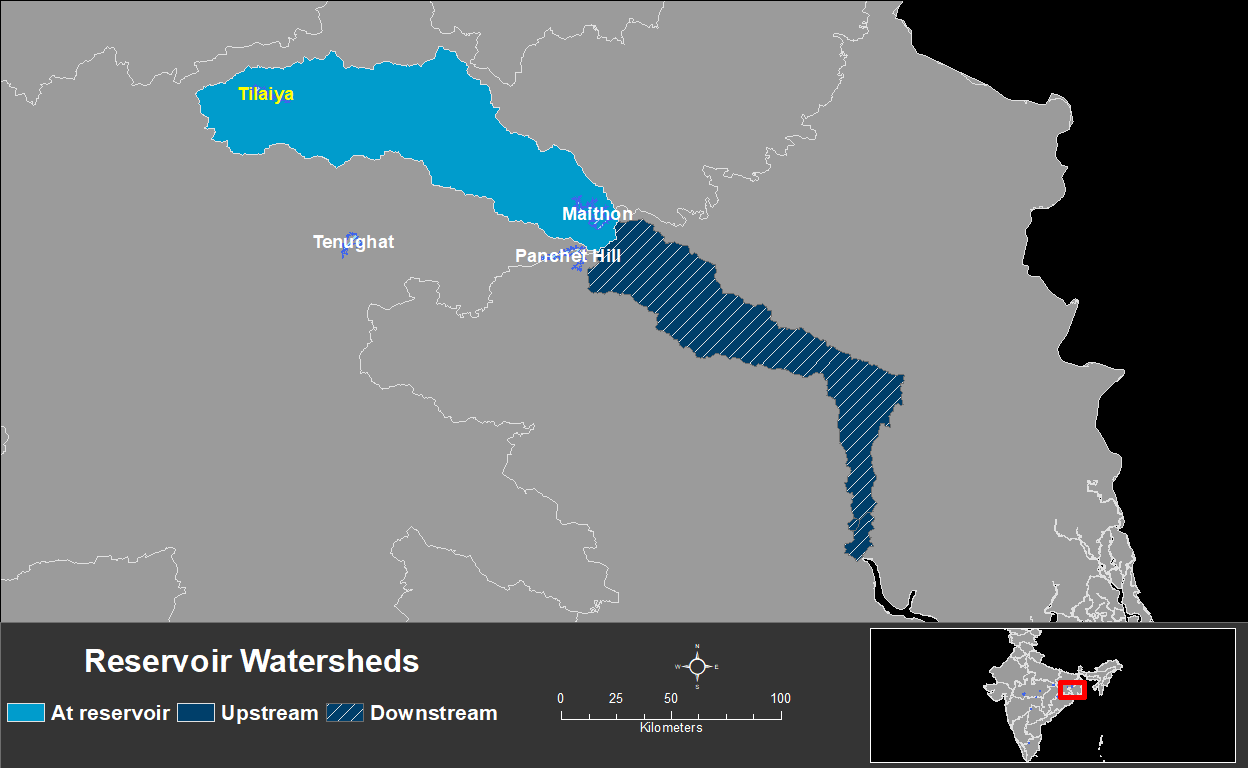 Tilaiya
Maithon
Tenughat
Panchet Hill
Reservoir Watersheds
At reservoir Upstream Downstream
N
W E
S
0 25 50 100
Kilometers